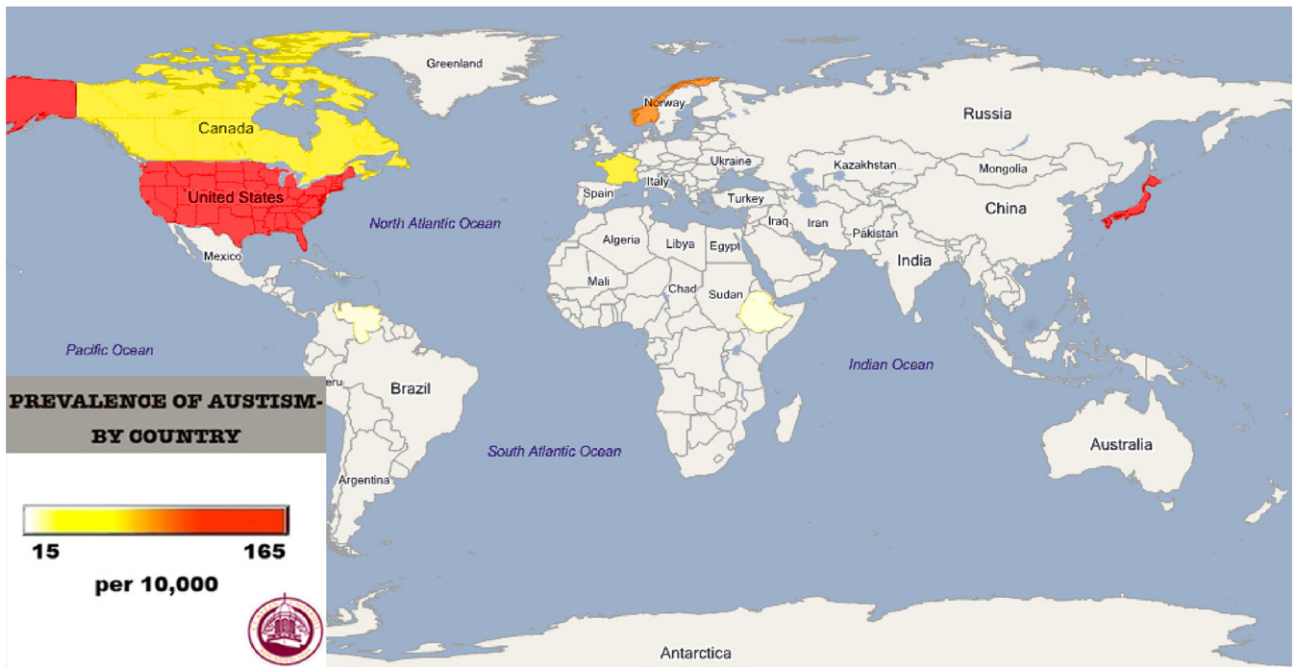 Greenland
Canada
United States
Mexico
North Atlantic Ocean
Norway
Russia
Ukraine
Kazakhstan
Mongolia
Italy
Spain
Turkey
China
Iraq
Iran
Pakistan
Algeria
Libya
Egypt
India
Mali
Chad
Sudan
Pacific Ocean
Indian Ocean
eru
Brazil
South Atlantic Ocean
Australia
Argentina
Antarctica
PREVALENCE OF AUSTISM-
BY COUNTRY
15 165
per 10,000